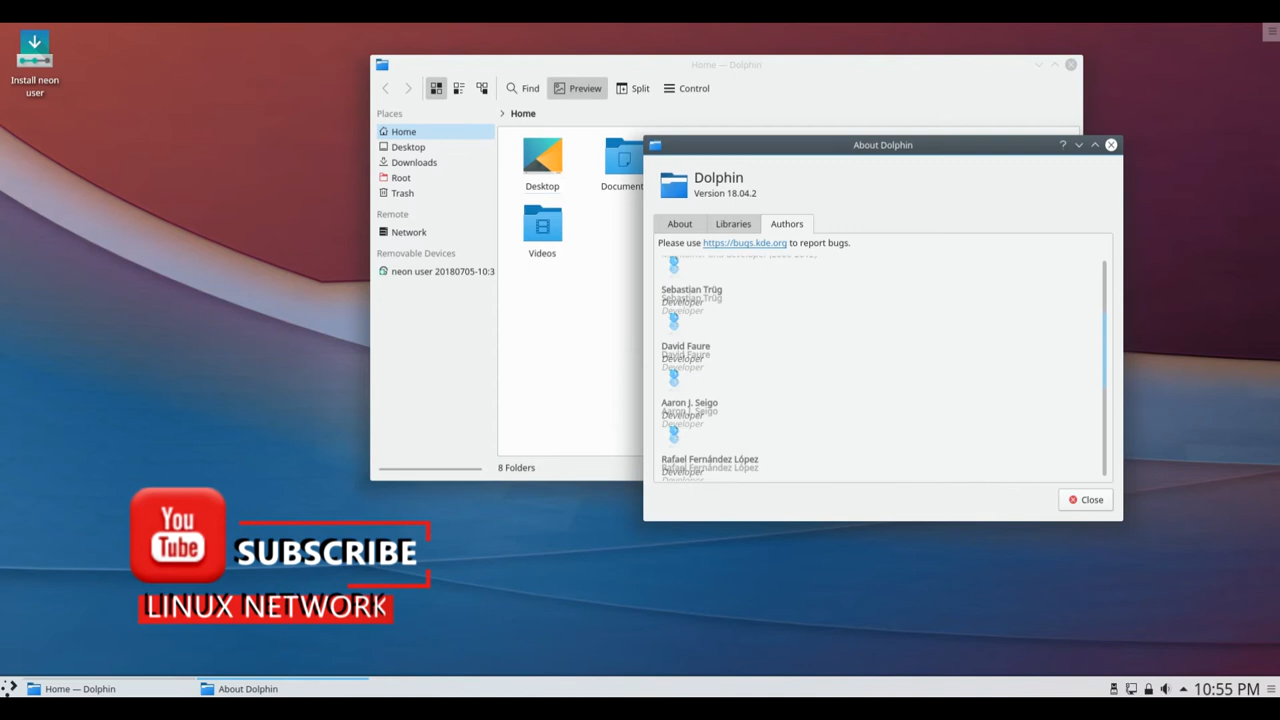 Install neon
user
Home — Dolphin
Find
Preview
Split
Control
Places
Home
Home
Desktop
Downloads
Root
Trash
Remote
Network
Removable Devices
neon user 20180705-10:3
Desktop
Document
Videos
8 Folders
About Dolphin
Dolphin
Version 18.04.2
About
Libraries
Authors
Please use https://bugs.kde.org to report bugs.
Sebastian Trüg
Developer
David Faure
Developer
Aaron J. Seigo
Developer
Rafael Fernández López
Developer
Close
You
Tube
SUBSCRIBE
LINUX NETWORK
Home — Dolphin
About Dolphin
10:55 PM